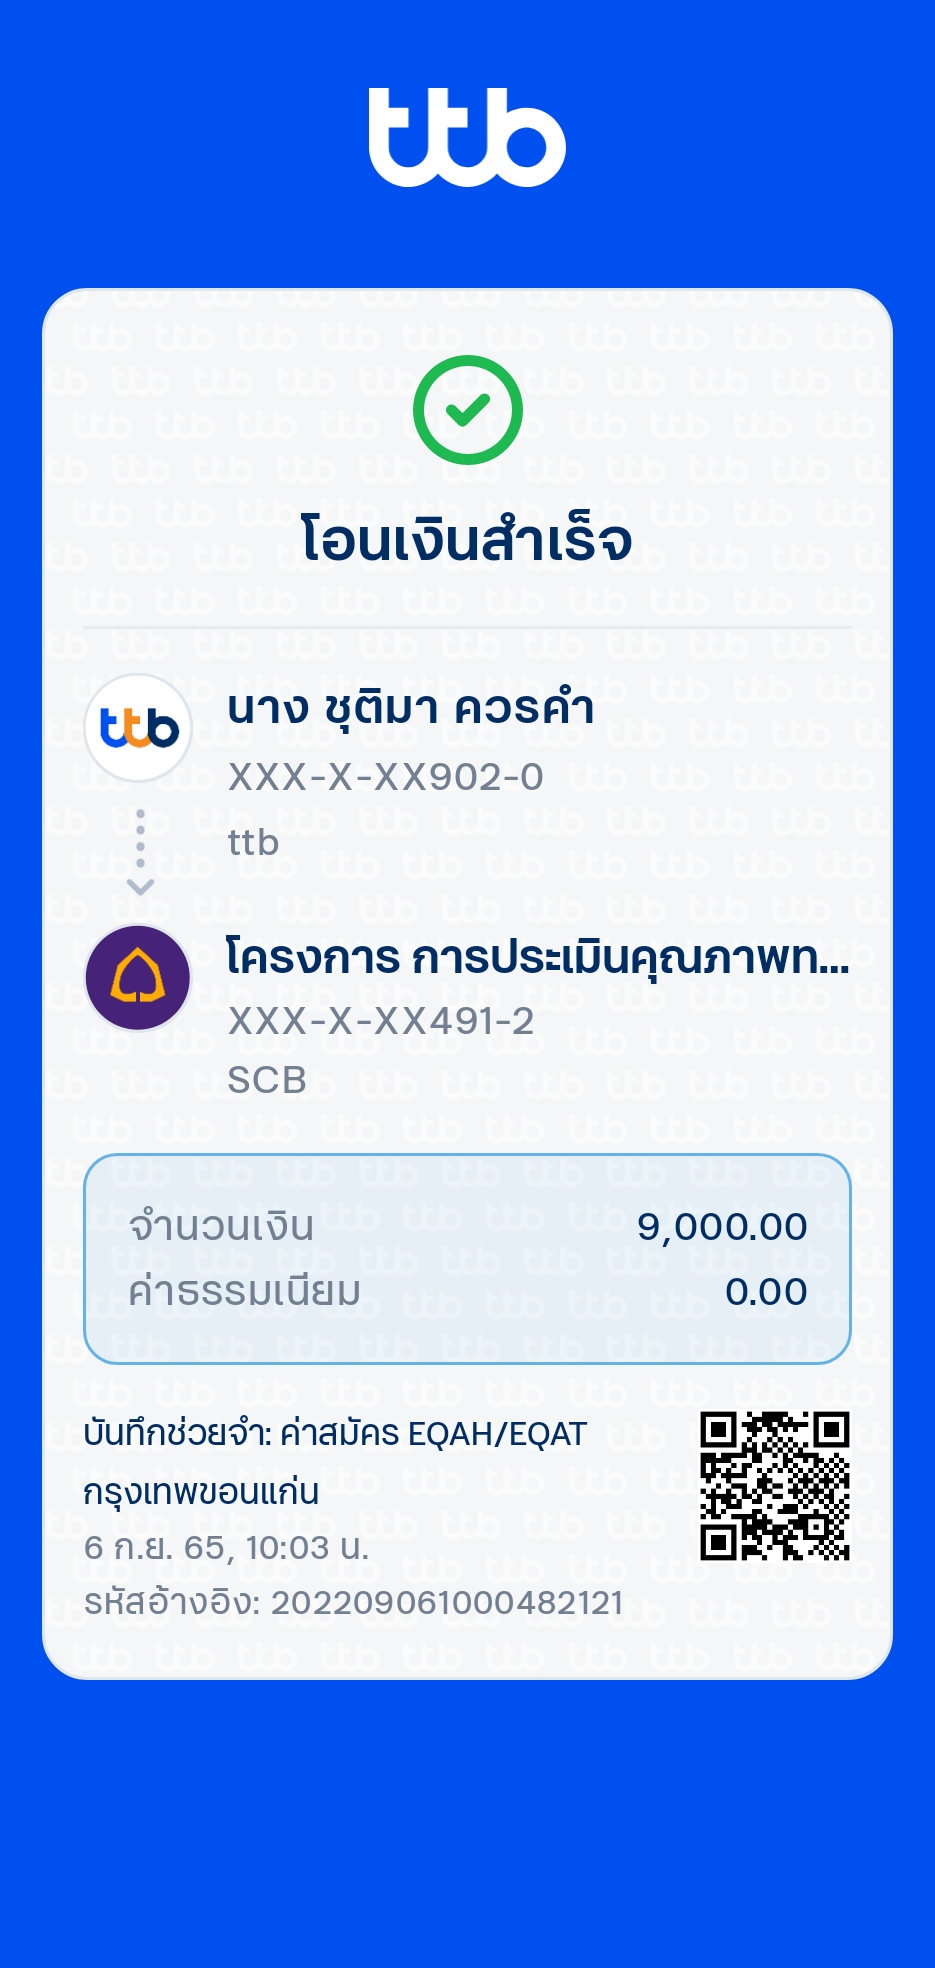 ttb
โอนเงินสำเร็จ
ttb
นาง ชุติมา ควรคำ
XXX-X-XX902-0
ttb
โครงการ การประเมินคุณภาพท...
XXX-X-XX491-2
SCB
จำนวนเงิน 9,000.00
ค่าธรรมเนียม 0.00
บันทึกช่วยจำ: ค่าสมัคร EQAH/EQAT
กรุงเทพขอนแก่น
6 ก.ย. 65, 10:03 น.
รหัสอ้างอิง: 202209061000482121